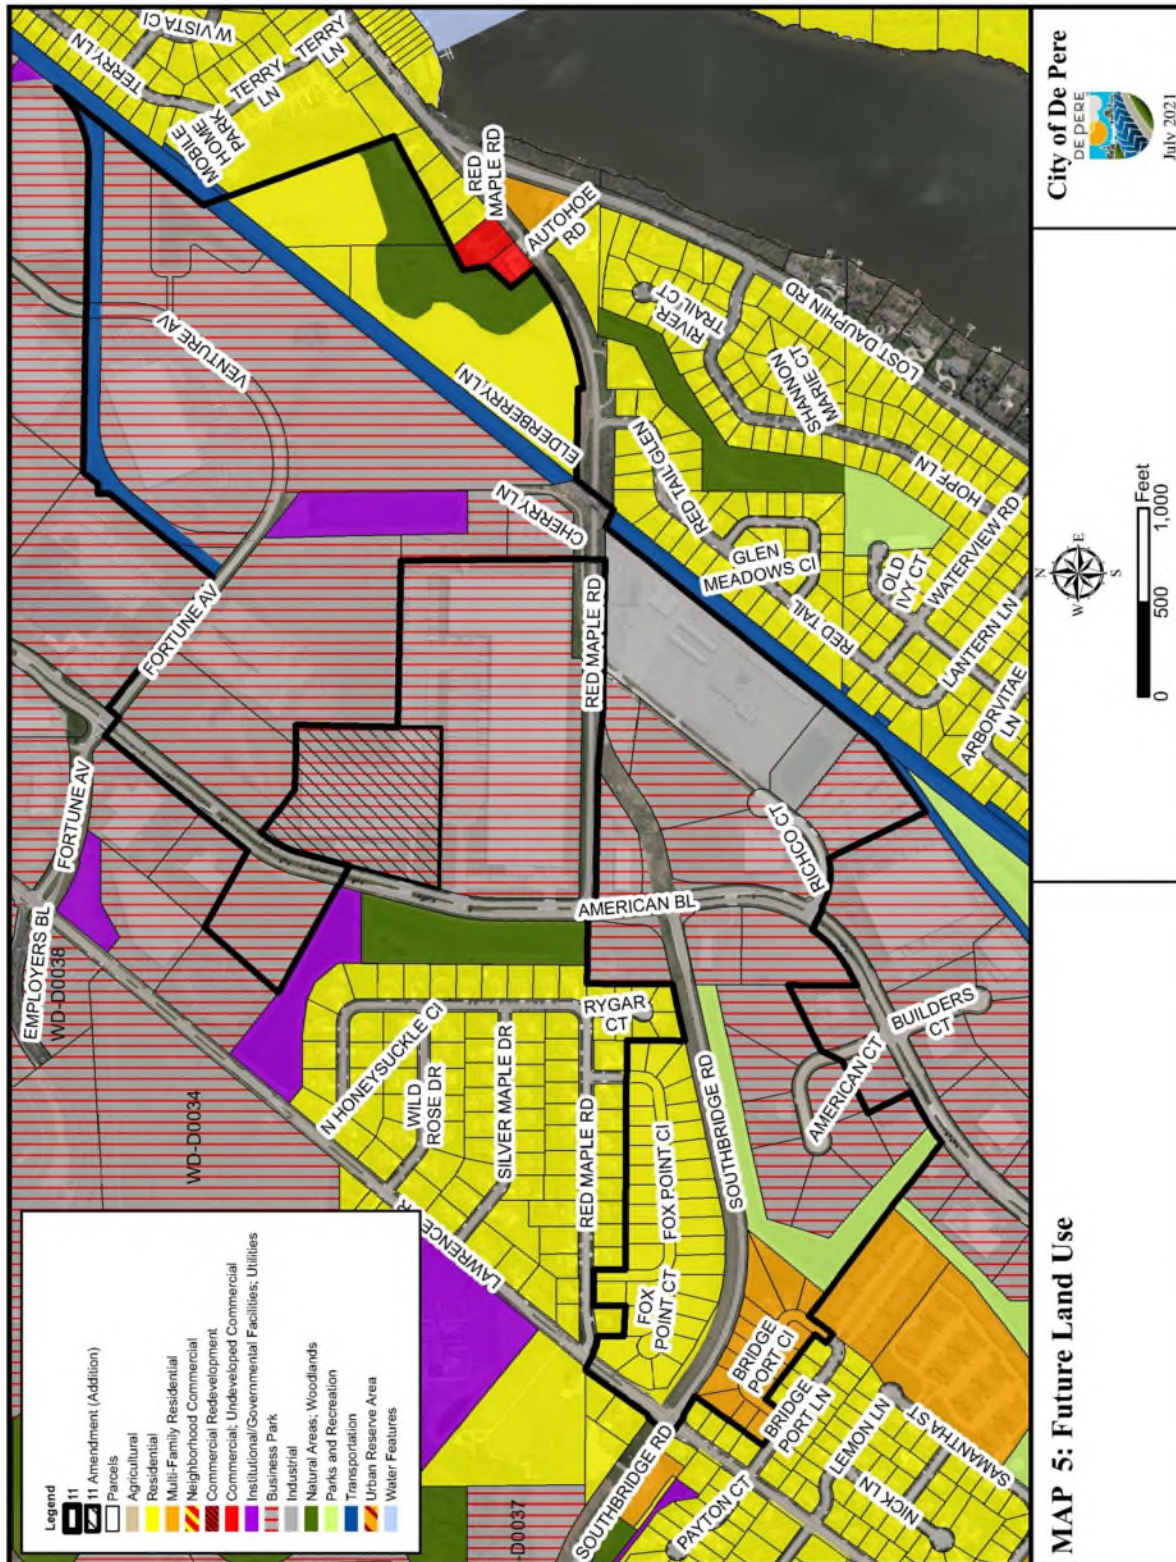 Legend
11
11 Amendment (Addition)
Parcels
Agricultural
Residential
Multi-Family Residential
Neighborhood Commercial
Commercial Redevelopment
Commercial; Undeveloped Commercial
Institutional/Governmental Facilities; Utilities
Business Park
Industrial
Natural Areas; Woodlands
Parks and Recreation
Transportation
Urban Reserve Area
Water Features
WD-D0034
WD-D0038
-D0037
EMPLOYERS BL
FORTUNE AV
FORTUNE AV
VENTURE AV
TERRY LN
W VISTA CI
MOBILE
HOME
PARK
TERRY
LN
TERRY
LN
N HONEYSUCKLE CI
WILD
ROSE DR
SILVER MAPLE DR
LAWRENCE
RED MAPLE RD
RYGAR
CT
FOX POINT CI
FOX
POINT CT
AMERICAN BL
RED MAPLE RD
CHERRY LN
ELDERBERRY LN
RED
MAPLE RD
AUTOHOE
RD
SOUTHBRIDGE RD
SOUTHBRIDGE RD
BRIDGE
PORT CI
BRIDGE
PORT LN
PAYTON CT
NICK LN
LEMON LN
SAMANTHA ST
AMERICAN CT
BUILDERS
CT
RICHCO CT
RED TAIL GLEN
GLEN
MEADOWS CI
RED TAIL
RIVER
TRAIL CT
SHANNON
MARIE CT
LOST DAUPHIN RD
HOPF LN
OLD
IVY CT
WATERVIEW RD
LANTERN LN
ARBORVITAE
LN
MAP 5: Future Land Use
N
W
E
S
0 500 1,000
Feet
City of De Pere
DE PERE
July 2021